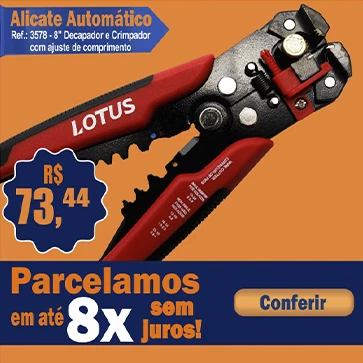 Alicate Automático
Ref.: 3578 - 8" Decapador e Crimpador
com ajuste de comprimento
LOTUS
R$
73,44
Parcelamos
em até 8x sem juros!
Conferir